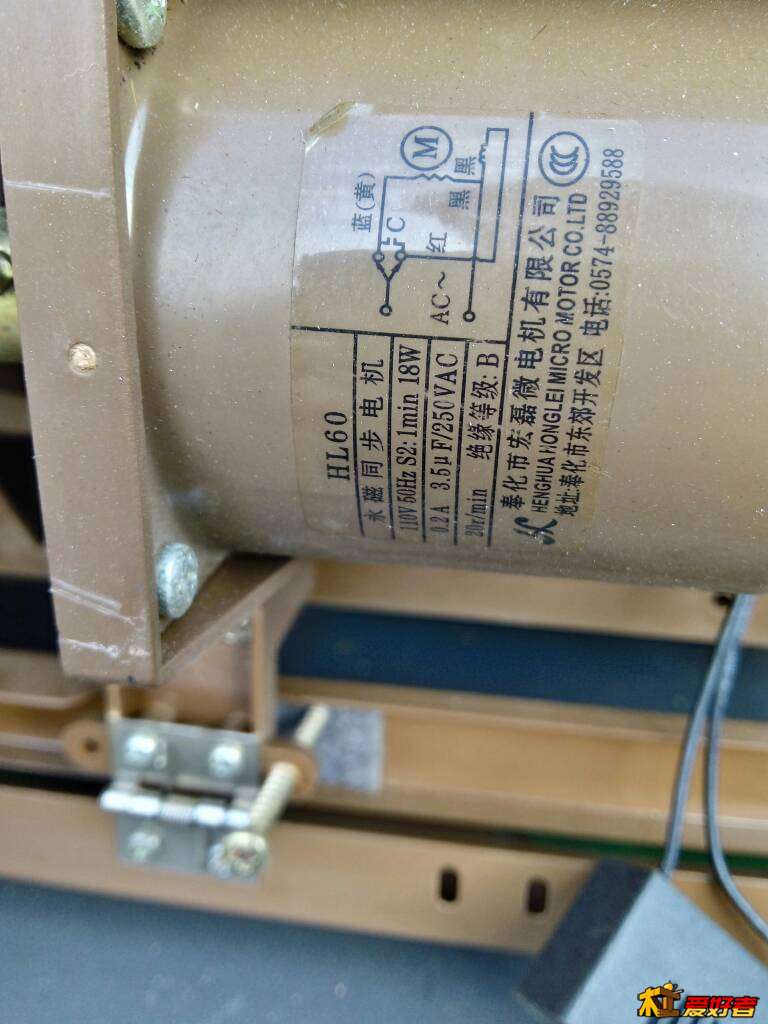 HL60
永磁同步电机
110V 50Hz S2:1min 18W
0.2A 3.5μF/250VAC
20r/min 绝缘等级:B
蓝(黄)
C
M
红
黑
黑
AC~
奉化市宏磊微电机有限公司
HENGHUA HONGLEI MICRO MOTOR CO.LTD
地址:奉化市东郊开发区 电话:0574-88929588
CCC
杠爱好者